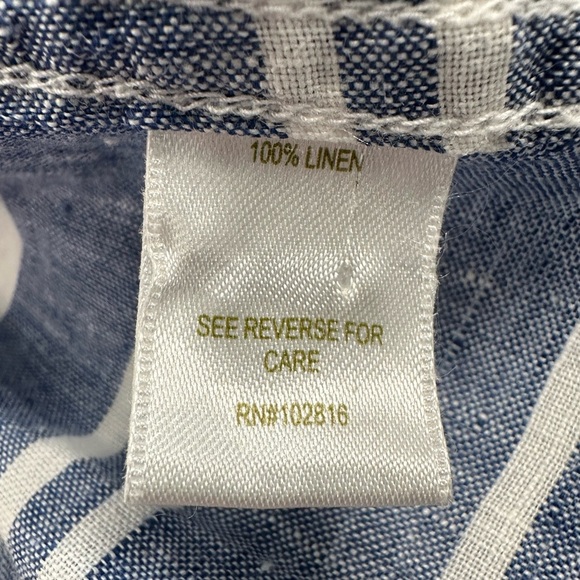 100% LINEN
SEE REVERSE FOR
CARE
RN#102816